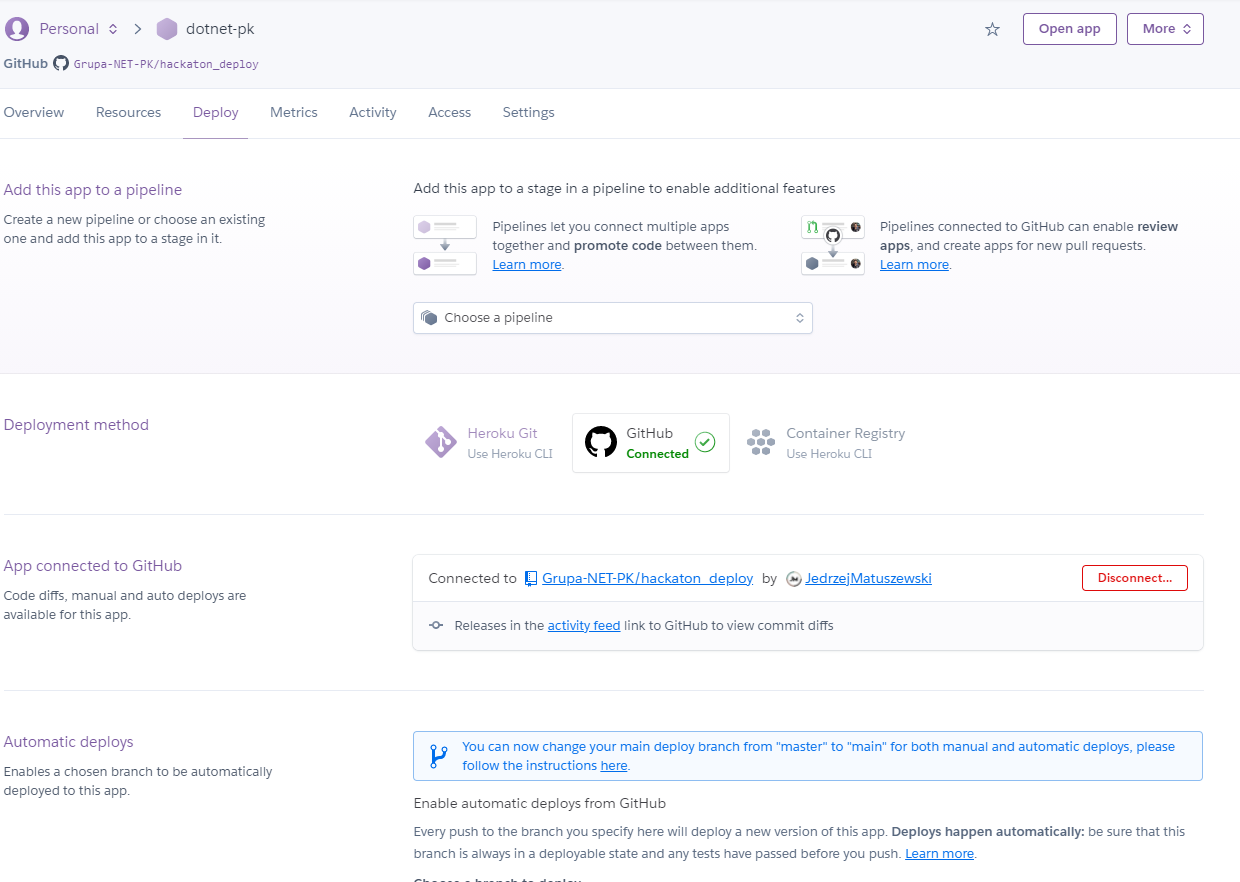 Personal dotnet-pk
Open app
More
GitHub Grupa-NET-PK/hackaton_deploy
Overview Resources Deploy Metrics Activity Access Settings
Add this app to a pipeline
Create a new pipeline or choose an existing
one and add this app to a stage in it.
Add this app to a stage in a pipeline to enable additional features
Pipelines let you connect multiple apps
together and promote code between them.
Learn more.
Pipelines connected to GitHub can enable review
apps, and create apps for new pull requests.
Learn more.
Choose a pipeline
Deployment method
Heroku Git
Use Heroku CLI
GitHub
Connected
Container Registry
Use Heroku CLI
App connected to GitHub
Code diffs, manual and auto deploys are
available for this app.
Connected to Grupa-NET-PK/hackaton_deploy by JedrzejMatuszewski
Disconnect...
Releases in the activity feed link to GitHub to view commit diffs
Automatic deploys
Enables a chosen branch to be automatically
deployed to this app.
You can now change your main deploy branch from "master" to "main" for both manual and automatic deploys, please
follow the instructions here.
Enable automatic deploys from GitHub
Every push to the branch you specify here will deploy a new version of this app. Deploys happen automatically: be sure that this
branch is always in a deployable state and any tests have passed before you push. Learn more.
Choose a branch to deploy